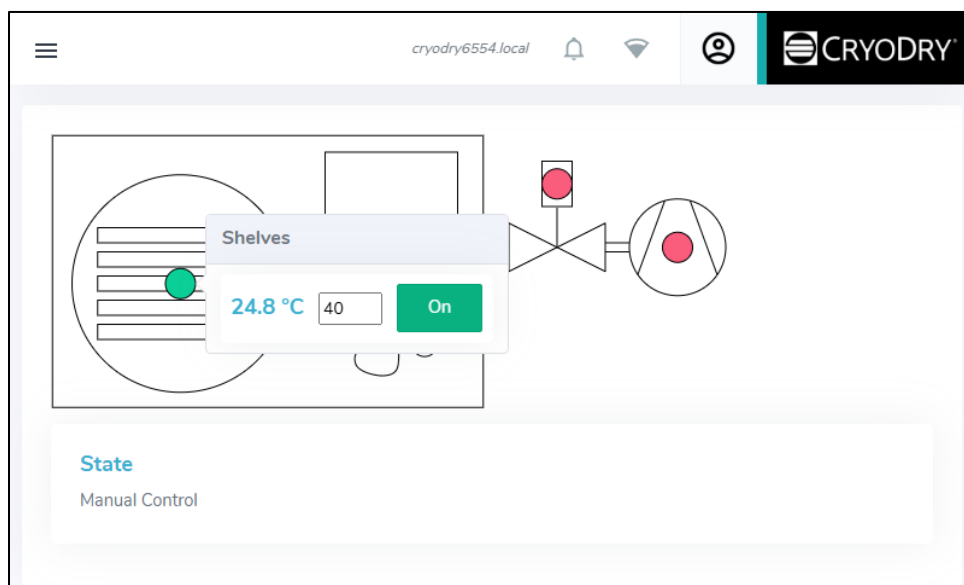 cryodry6554.local
CRYODRY
Shelves
24.8 °C 40 On
State
Manual Control